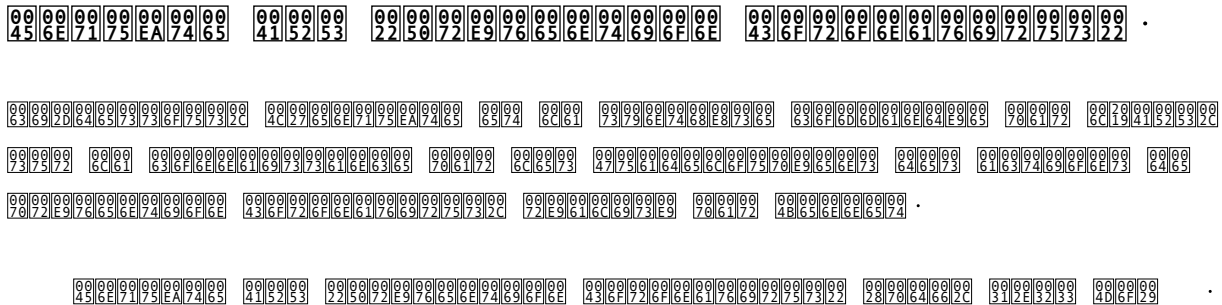 Enquête ARS "Prévention Coronavirus" .
ci-dessous, L'enquête et la synthèse commandée par l’ARS,
sur la connaissance par les Guadeloupéens des actions de
prévention Coronavirus, réalisé par Kennet .
Enquête ARS "Prévention Coronavirus" (pdf, 1.33 Mo) .